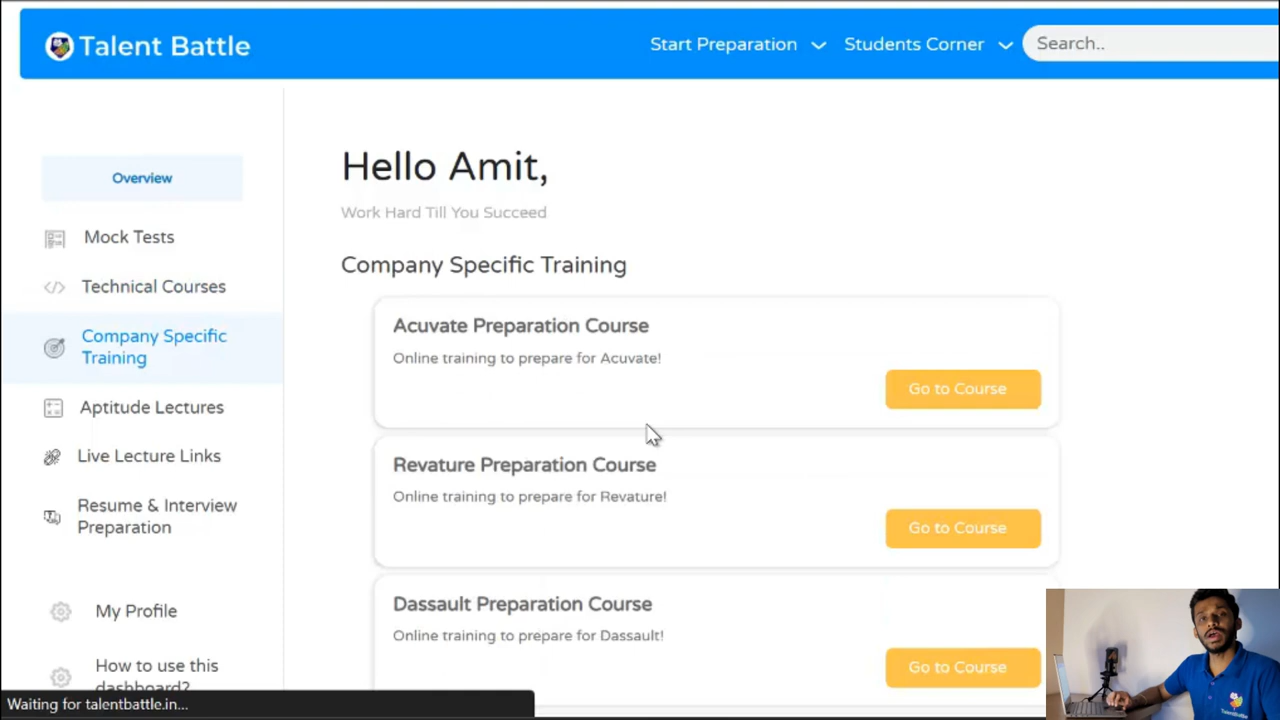 Talent Battle
Start Preparation
Students Corner
Search..
Overview
Mock Tests
Technical Courses
Company Specific
Training
Aptitude Lectures
Live Lecture Links
Resume & Interview
Preparation
My Profile
How to use this
dashboard?
Hello Amit,
Work Hard Till You Succeed
Company Specific Training
Acuvate Preparation Course
Online training to prepare for Acuvate!
Go to Course
Revature Preparation Course
Online training to prepare for Revature!
Go to Course
Dassault Preparation Course
Online training to prepare for Dassault!
Go to Course
Waiting for talentbattle.in...